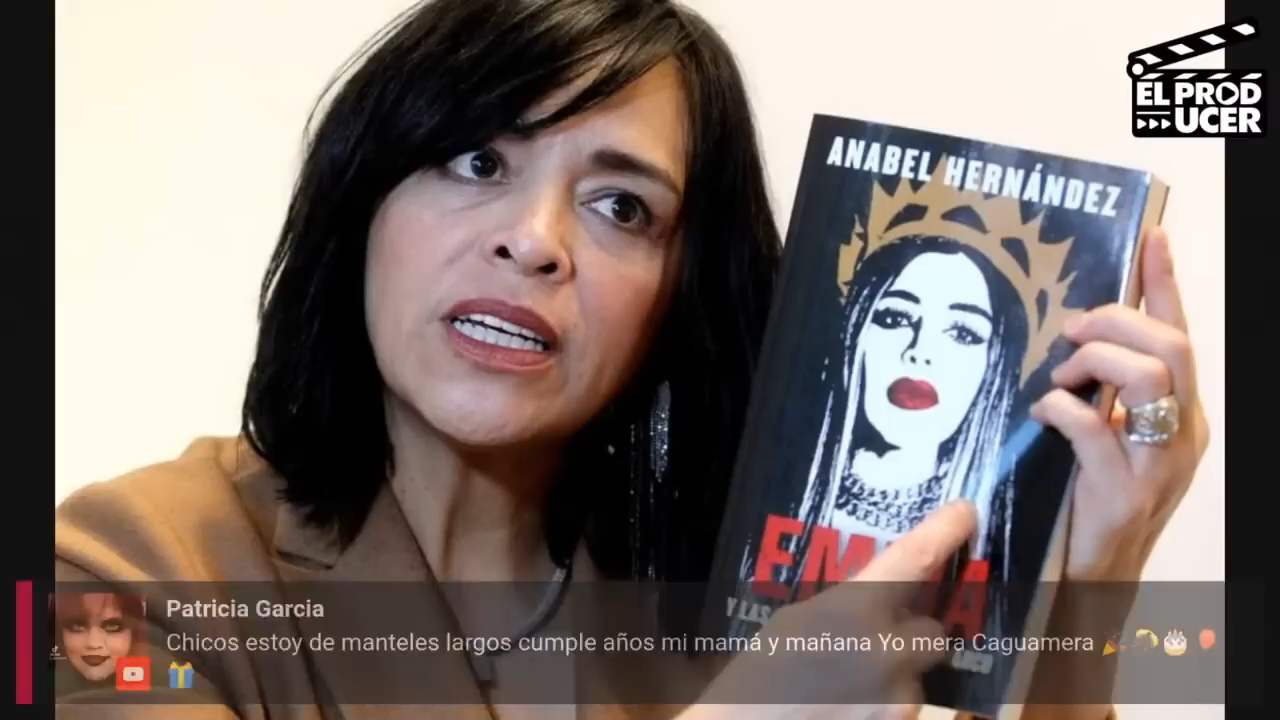 EL PROD
UCER
ANABEL HERNÁNDEZ
Y LAS
Patricia Garcia
Chicos estoy de manteles largos cumple años mi mamá y mañana Yo mera Caguamera 🎉🪅🎂🎈
🎁